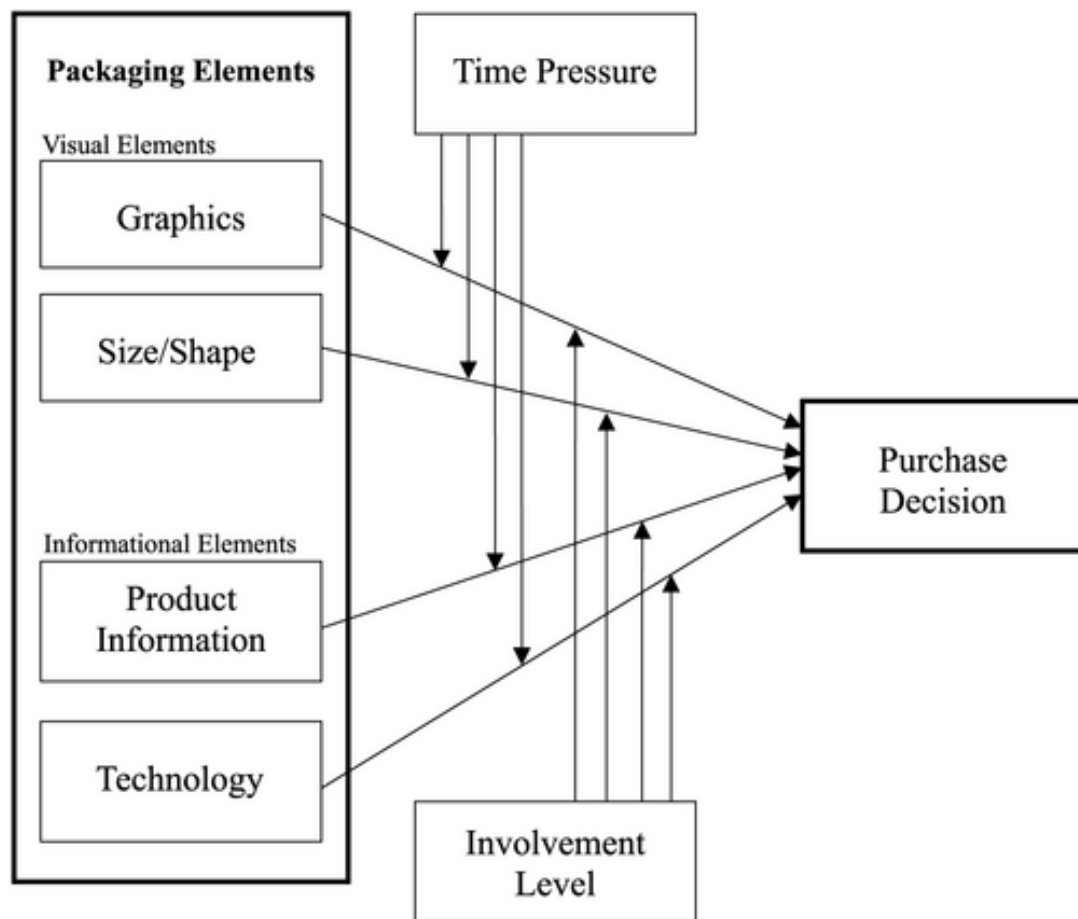 Packaging Elements
Visual Elements
Graphics
Size/Shape
Informational Elements
Product
Information
Technology
Time Pressure
Involvement
Level
Purchase
Decision